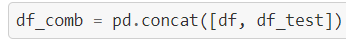 df_comb = pd.concat([df, df_test])